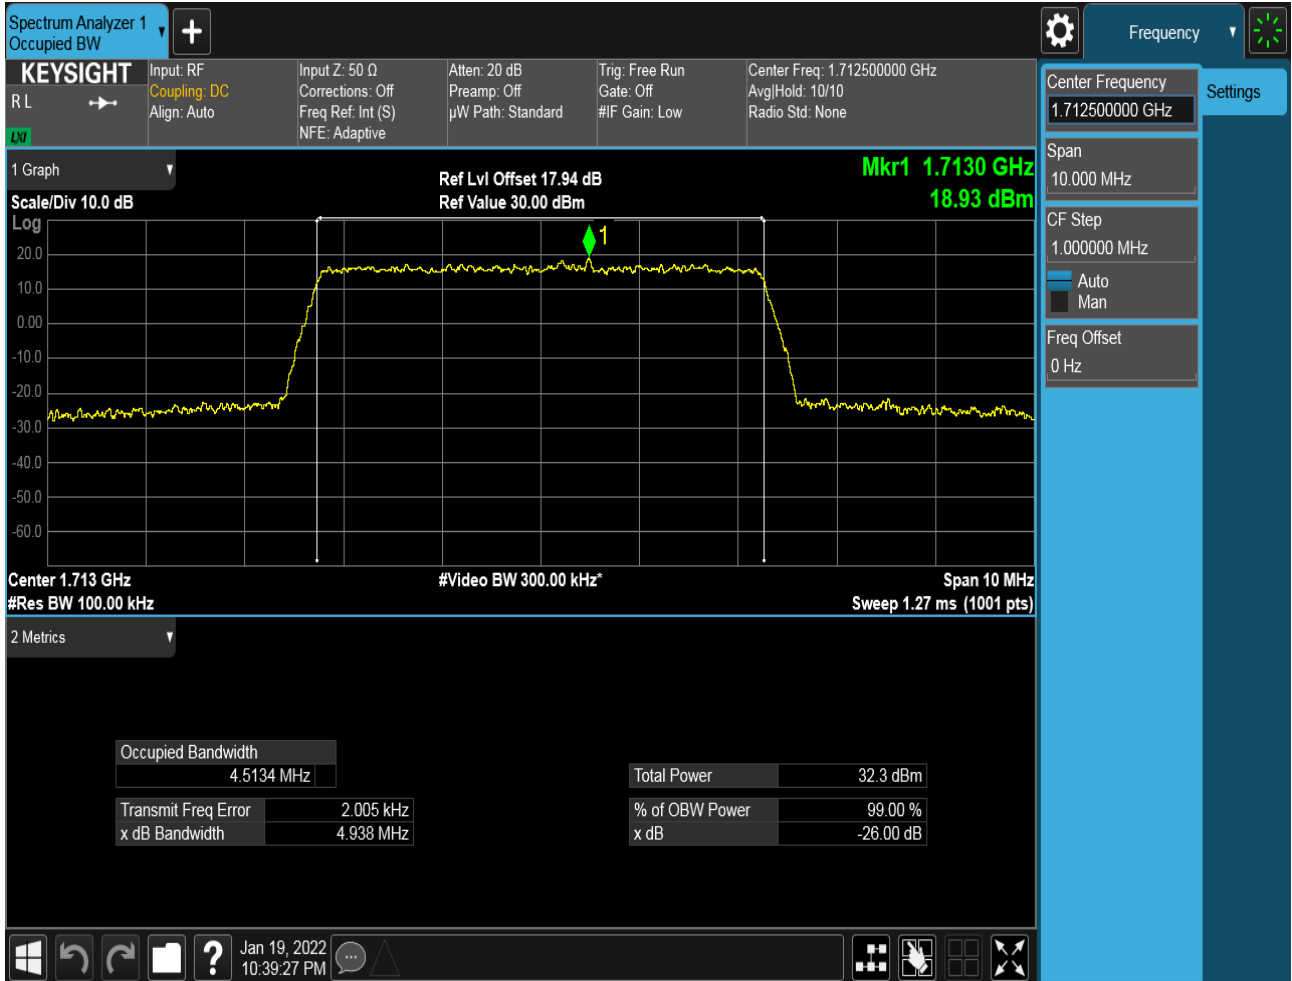 Spectrum Analyzer 1
Occupied BW
+
Frequency
KEYSIGHT
R L
LXI
Input: RF
Coupling: DC
Align: Auto
Input Z: 50 Ω
Corrections: Off
Freq Ref: Int (S)
NFE: Adaptive
Atten: 20 dB
Preamp: Off
µW Path: Standard
Trig: Free Run
Gate: Off
#IF Gain: Low
Center Freq: 1.712500000 GHz
Avg|Hold: 10/10
Radio Std: None
Center Frequency
1.712500000 GHz
Settings
Span
10.000 MHz
CF Step
1.000000 MHz
Auto
Man
Freq Offset
0 Hz
1 Graph
Scale/Div 10.0 dB
Ref Lvl Offset 17.94 dB
Ref Value 30.00 dBm
Mkr1 1.7130 GHz
18.93 dBm
Log
1
20.0
10.0
0.00
-10.0
-20.0
-30.0
-40.0
-50.0
-60.0
Center 1.713 GHz
#Res BW 100.00 kHz
#Video BW 300.00 kHz*
Span 10 MHz
Sweep 1.27 ms (1001 pts)
2 Metrics
Occupied Bandwidth
4.5134 MHz
Transmit Freq Error 2.005 kHz
x dB Bandwidth 4.938 MHz
Total Power 32.3 dBm
% of OBW Power 99.00 %
x dB -26.00 dB
?
Jan 19, 2022
10:39:27 PM